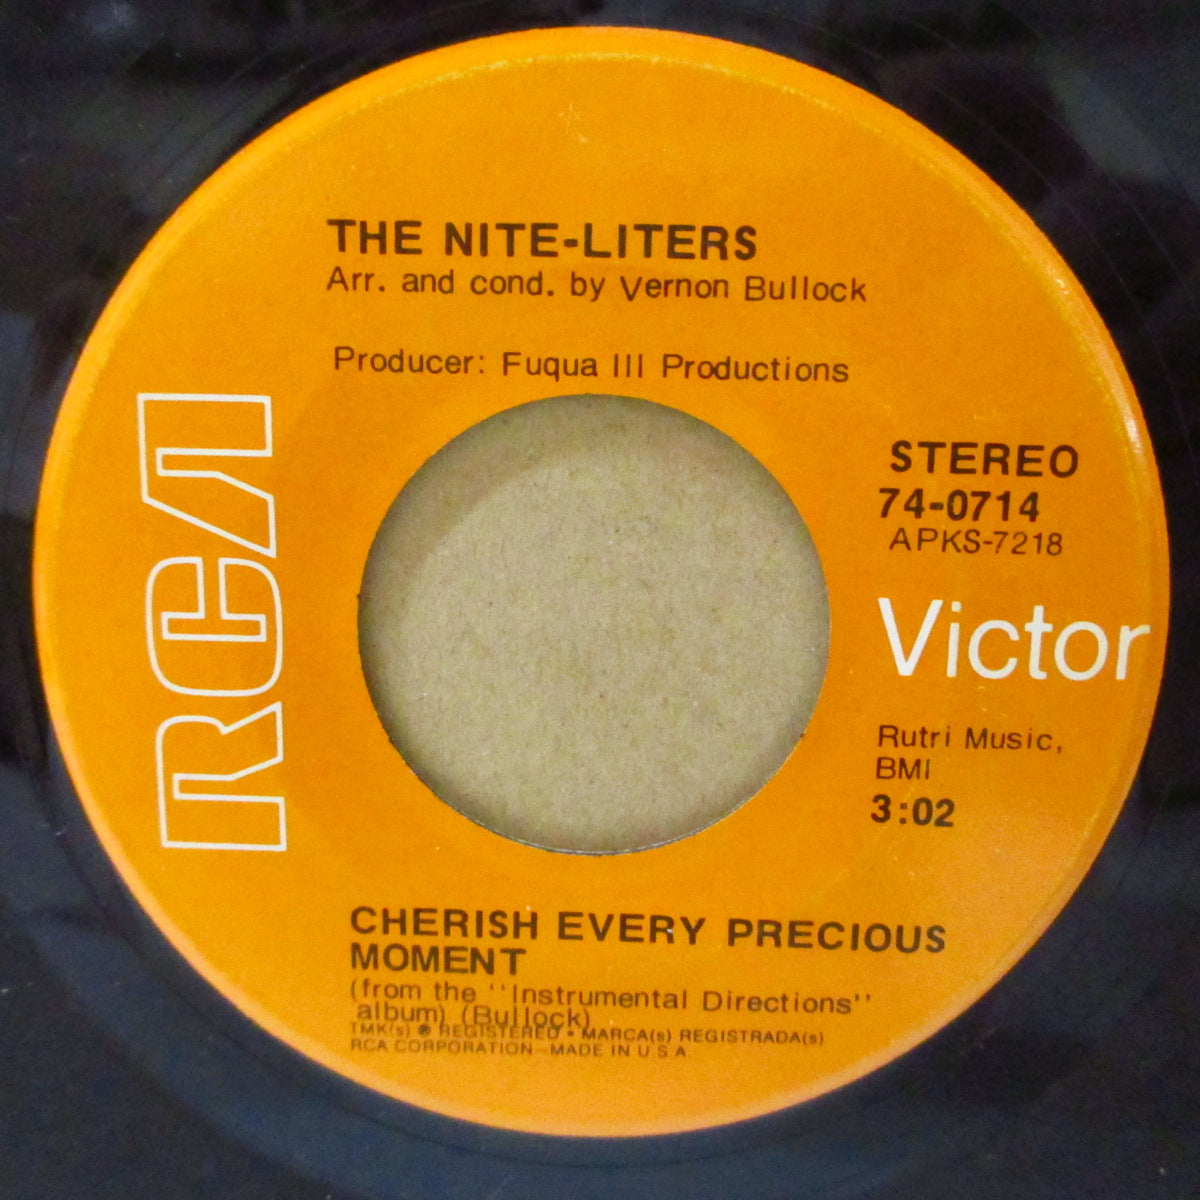 THE NITE-LITERS
Arr. and cond. by Vernon Bullock
Producer: Fuqua III Productions
RCA
STEREO
74-0714
APKS-7218
Victor
Rutri Music,
BMI
3:02
CHERISH EVERY PRECIOUS
MOMENT
(from the "Instrumental Directions"
album) (Bullock)
TMK(s) ® REGISTERED • MARCA(s) REGISTRADA(s)
RCA CORPORATION—MADE IN U.S.A.